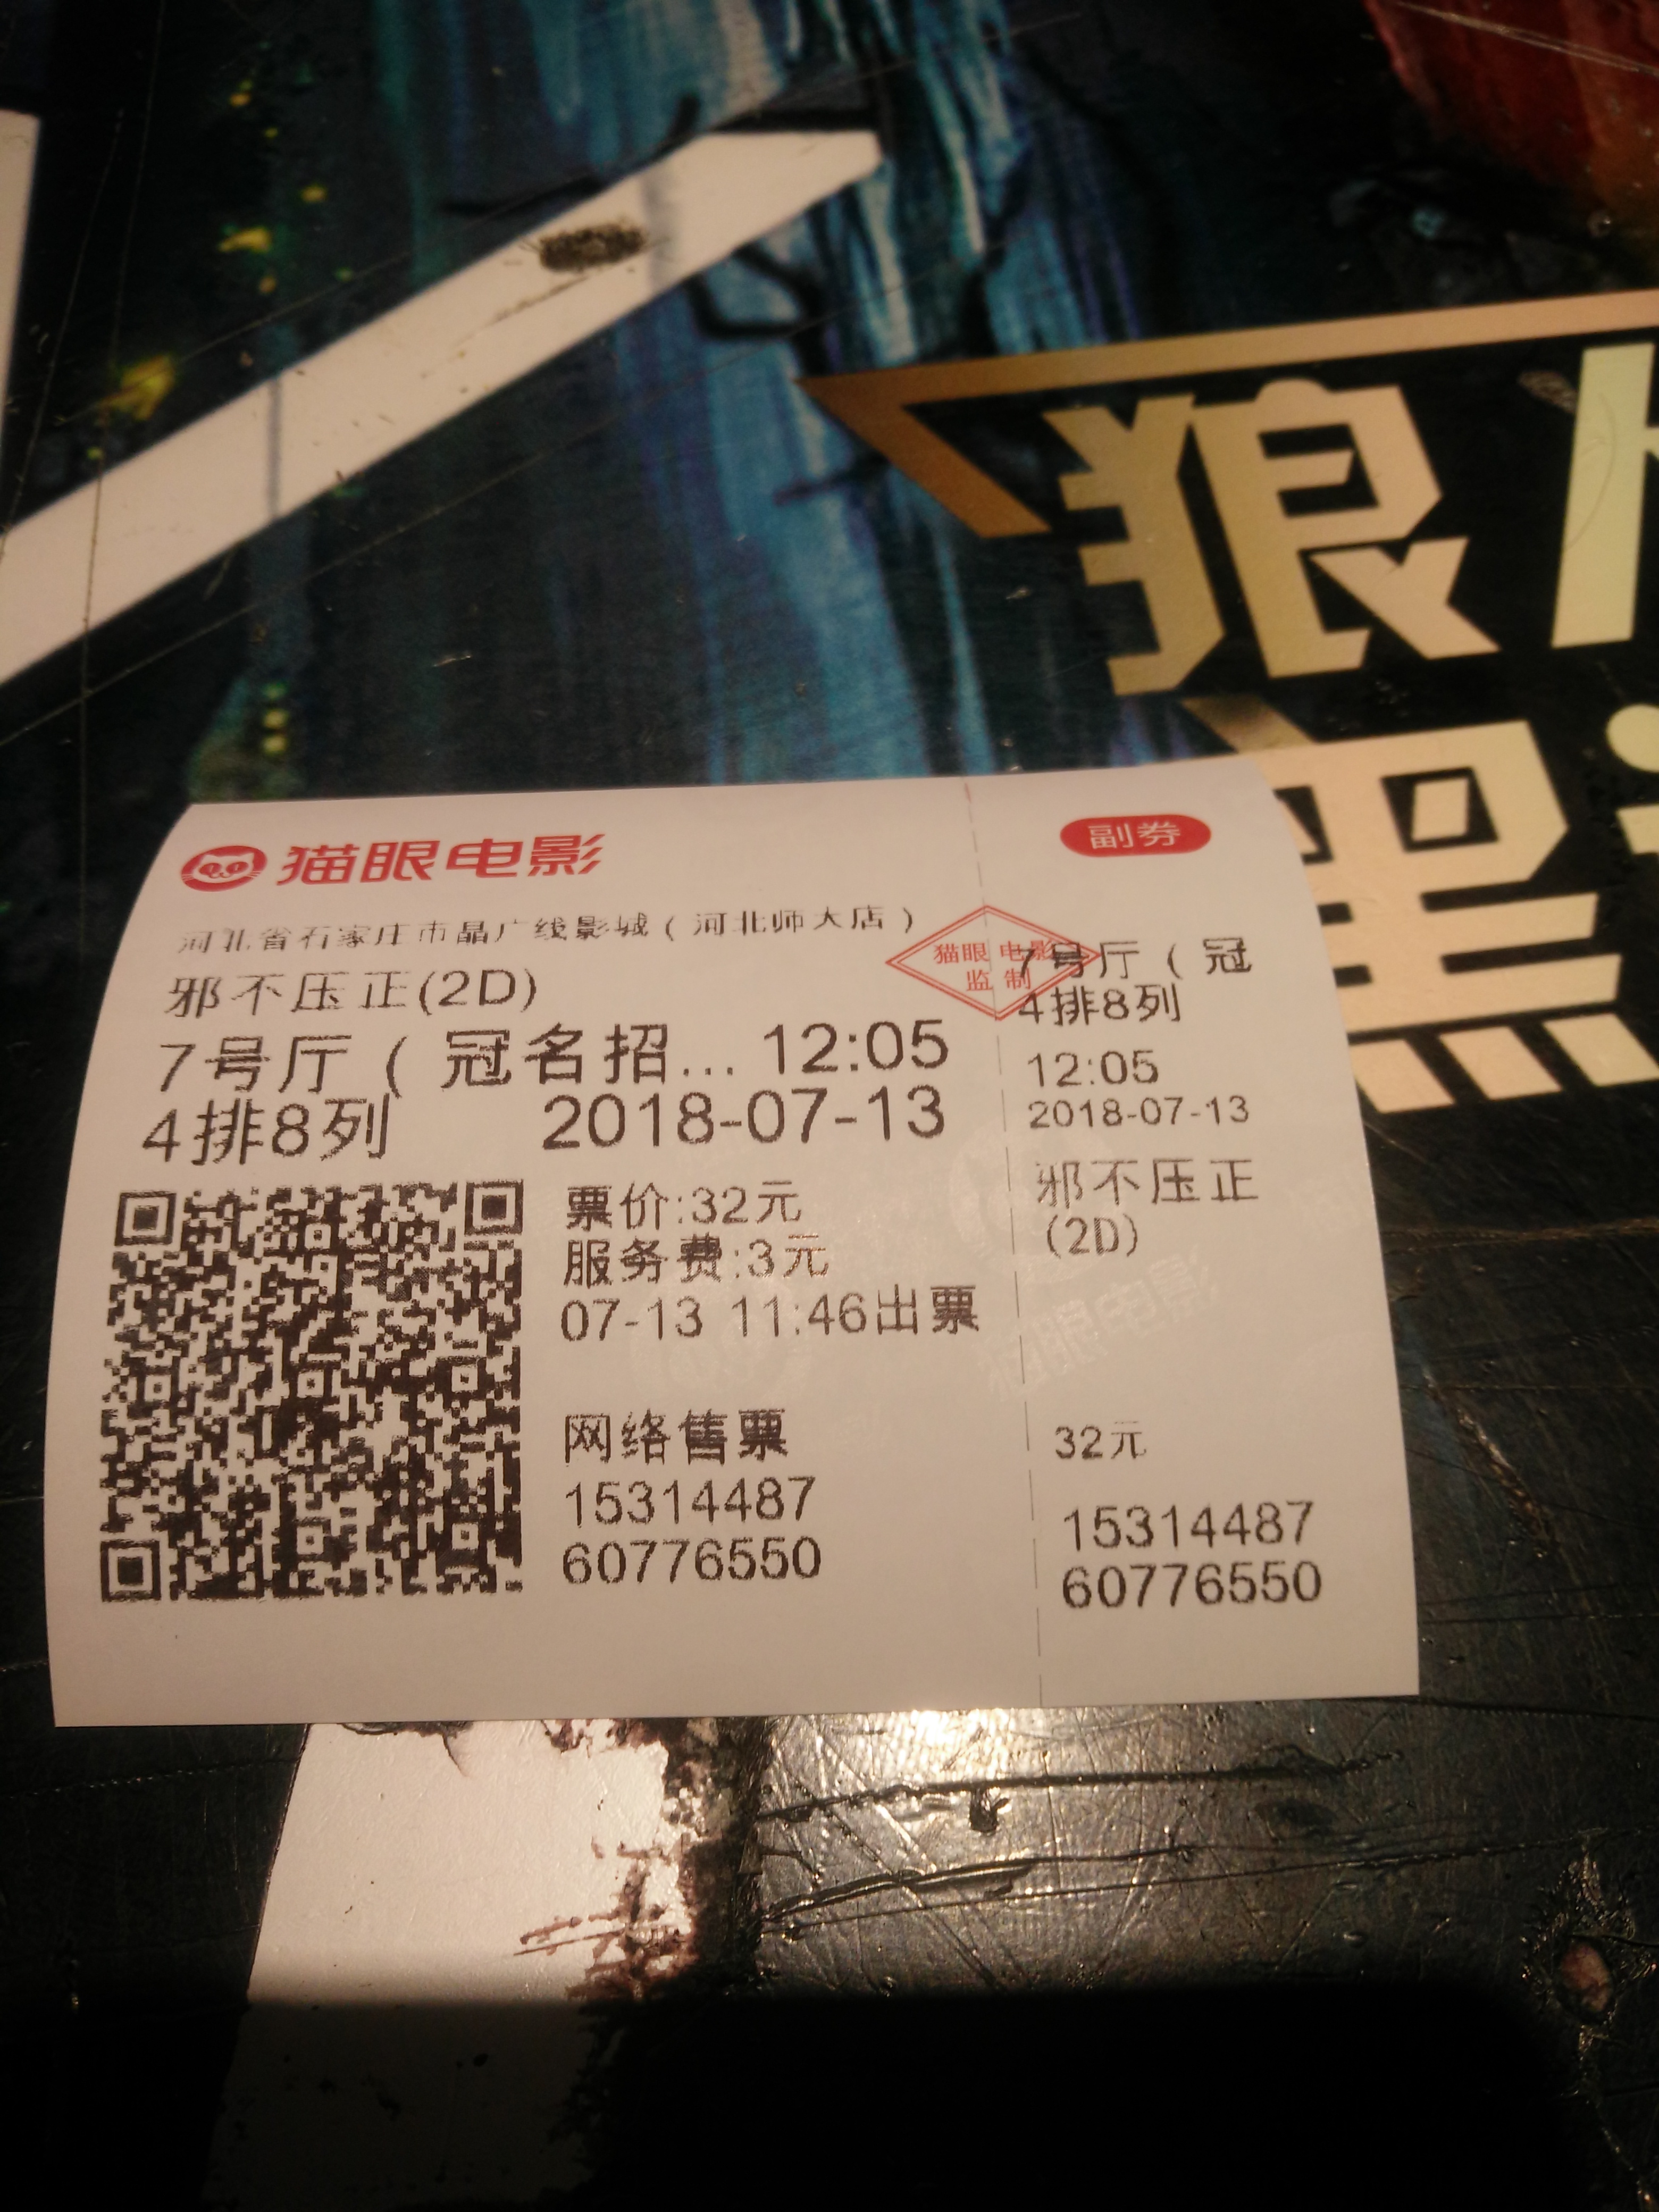 狼
黑
猫眼电影
副券
河北省石家庄市晶广线影城（河北师大店）
猫眼 电影
监 制
邪不压正(2D)
7号厅（冠名招... 12:05
4排8列 2018-07-13
票价:32元
服务费:3元
07-13 11:46出票
网络售票
15314487
60776550
7号厅（冠
4排8列
12:05
2018-07-13
邪不压正
(2D)
32元
15314487
60776550